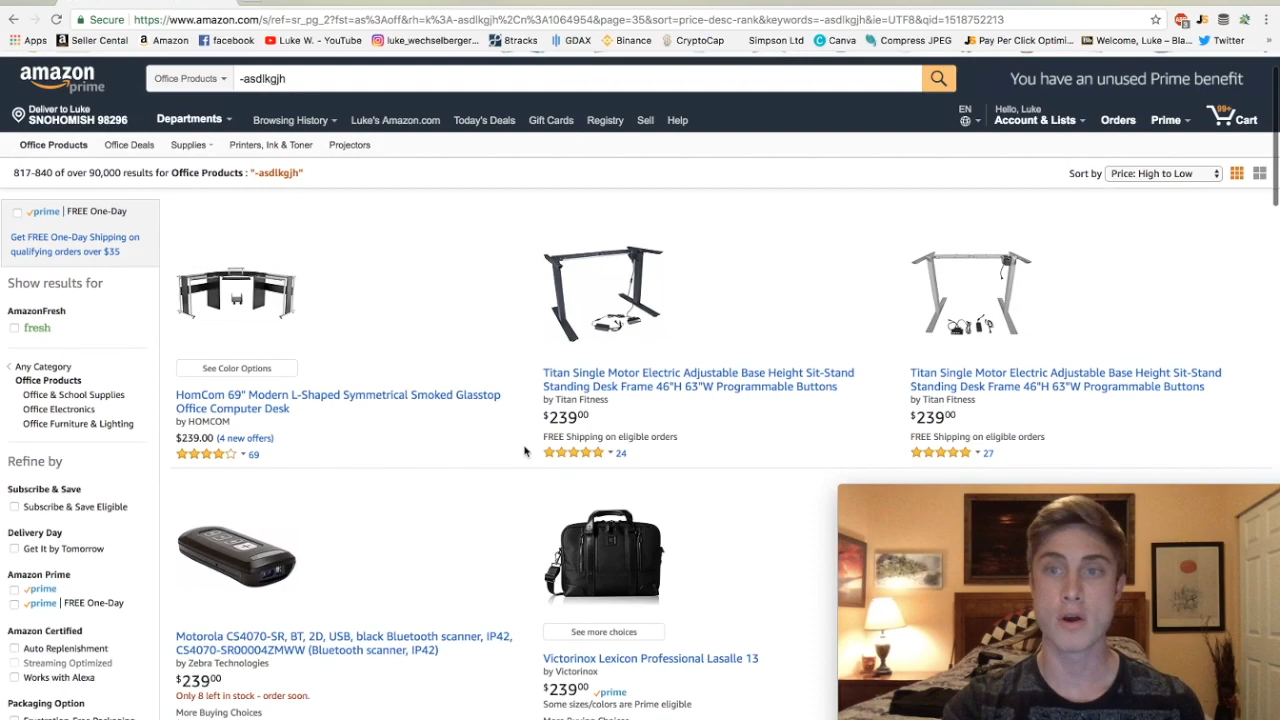 Secure https://www.amazon.com/s/ref=sr_pg_2?fst=as%3Aoff&rh=k%3A-asdlkgjh%2Cn%3A1064954&page=35&sort=price-desc-rank&keywords=-asdlkgjh&ie=UTF8&qid=1518752213
Apps Seller Cental Amazon facebook Luke W. - YouTube luke_wechselberger... 8tracks GDAX Binance CryptoCap Simpson Ltd Canva Compress JPEG Pay Per Click Optimi... Welcome, Luke – Bla... Twitter »
amazon prime Office Products -asdlkgjh You have an unused Prime benefit
Deliver to Luke
SNOHOMISH 98296 Departments Browsing History Luke's Amazon.com Today's Deals Gift Cards Registry Sell Help EN Hello, Luke Account & Lists Orders Prime 99+ Cart
Office Products Office Deals Supplies Printers, Ink & Toner Projectors
817-840 of over 90,000 results for Office Products : "-asdlkgjh" Sort by Price: High to Low
prime | FREE One-Day
Get FREE One-Day Shipping on
qualifying orders over $35
Show results for
AmazonFresh
fresh
Any Category
Office Products
Office & School Supplies
Office Electronics
Office Furniture & Lighting
Refine by
Subscribe & Save
Subscribe & Save Eligible
Delivery Day
Get It by Tomorrow
Amazon Prime
prime
prime | FREE One-Day
Amazon Certified
Auto Replenishment
Streaming Optimized
Works with Alexa
Packaging Option
Frustration-Free Packaging
See Color Options
HomCom 69" Modern L-Shaped Symmetrical Smoked Glasstop
Office Computer Desk
by HOMCOM
$239.00 (4 new offers)
69
Titan Single Motor Electric Adjustable Base Height Sit-Stand
Standing Desk Frame 46"H 63"W Programmable Buttons
by Titan Fitness
$23900
FREE Shipping on eligible orders
24
Titan Single Motor Electric Adjustable Base Height Sit-Stand
Standing Desk Frame 46"H 63"W Programmable Buttons
by Titan Fitness
$23900
FREE Shipping on eligible orders
27
Motorola CS4070-SR, BT, 2D, USB, black Bluetooth scanner, IP42,
CS4070-SR00004ZMWW (Bluetooth scanner, IP42)
by Zebra Technologies
$23900
Only 8 left in stock - order soon.
More Buying Choices
See more choices
Victorinox Lexicon Professional Lasalle 13
by Victorinox
$23900 prime
Some sizes/colors are Prime eligible
More Buying Choices